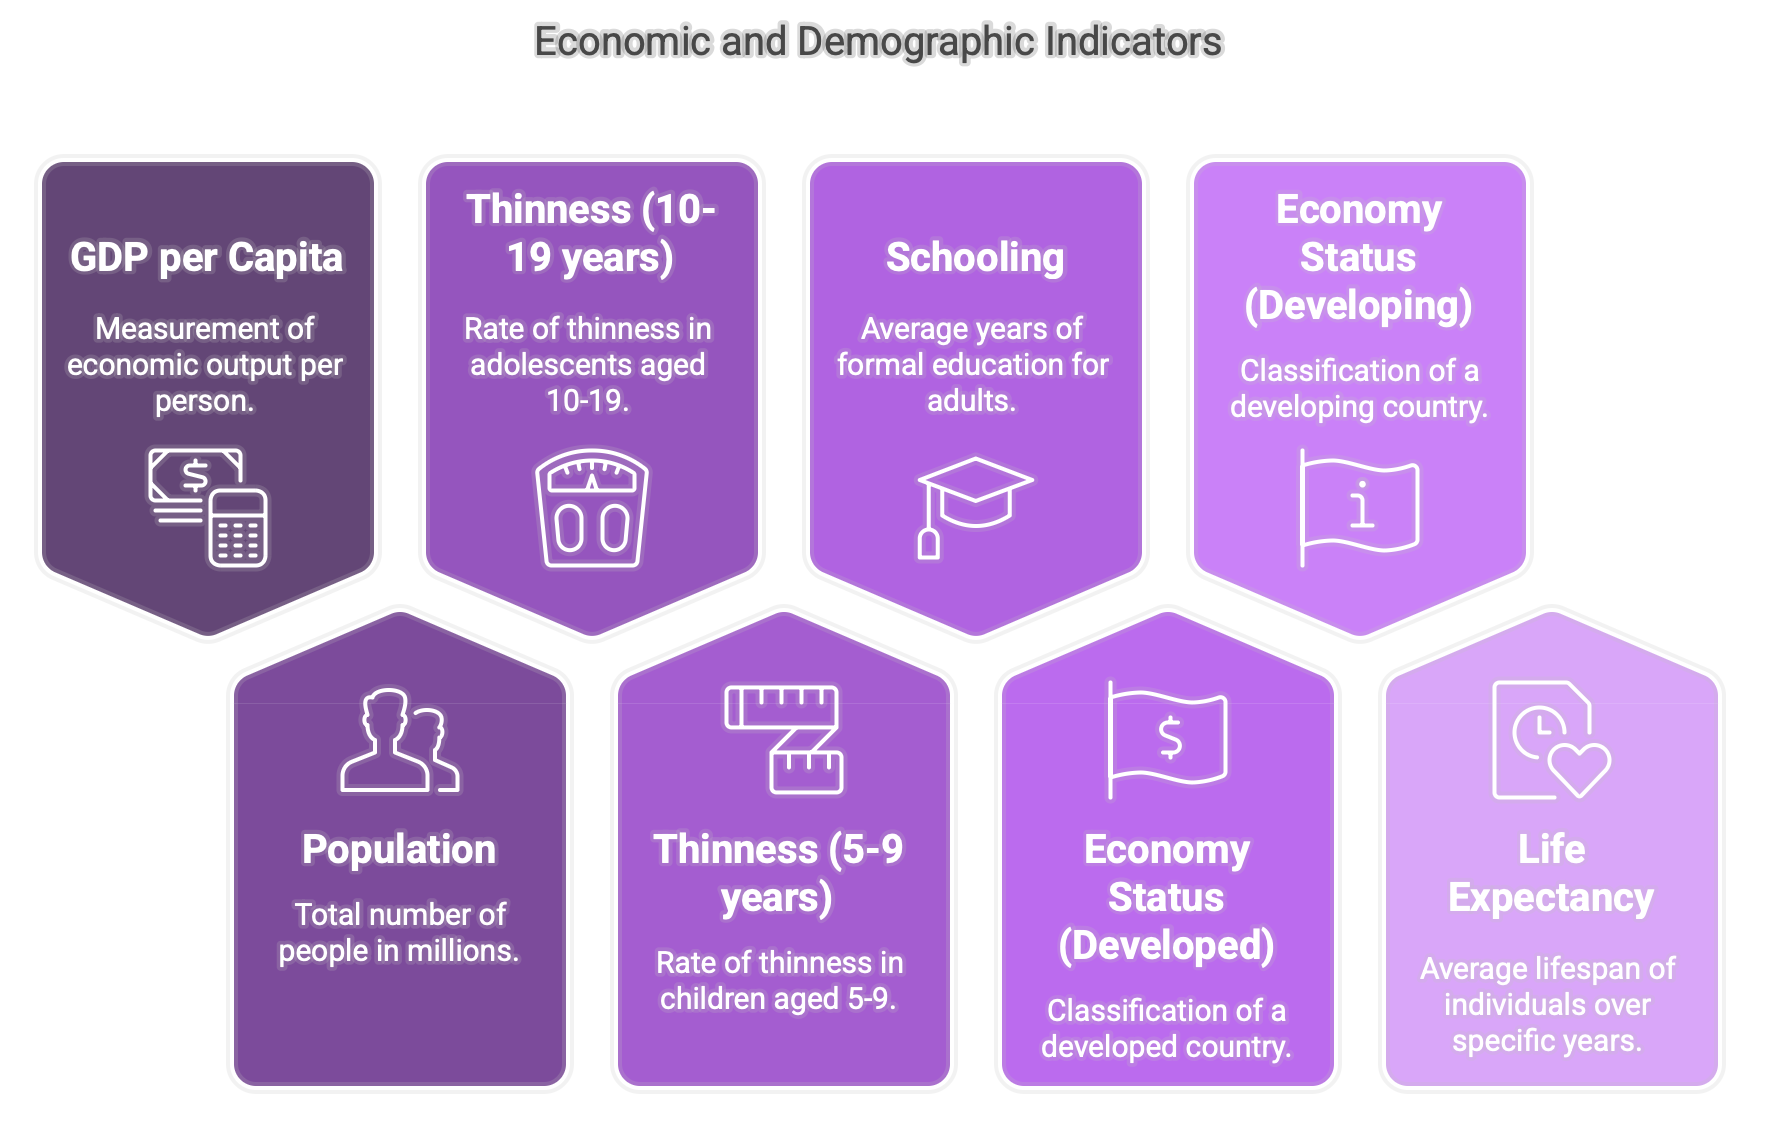 Economic and Demographic Indicators
GDP per Capita
Measurement of
economic output per
person.
$
Thinness (10-
19 years)
Rate of thinness in
adolescents aged
10-19.
Schooling
Average years of
formal education for
adults.
Economy
Status
(Developing)
Classification of a
developing country.
i
Population
Total number of
people in millions.
Thinness (5-9
years)
Rate of thinness in
children aged 5-9.
$
Economy
Status
(Developed)
Classification of a
developed country.
Life
Expectancy
Average lifespan of
individuals over
specific years.